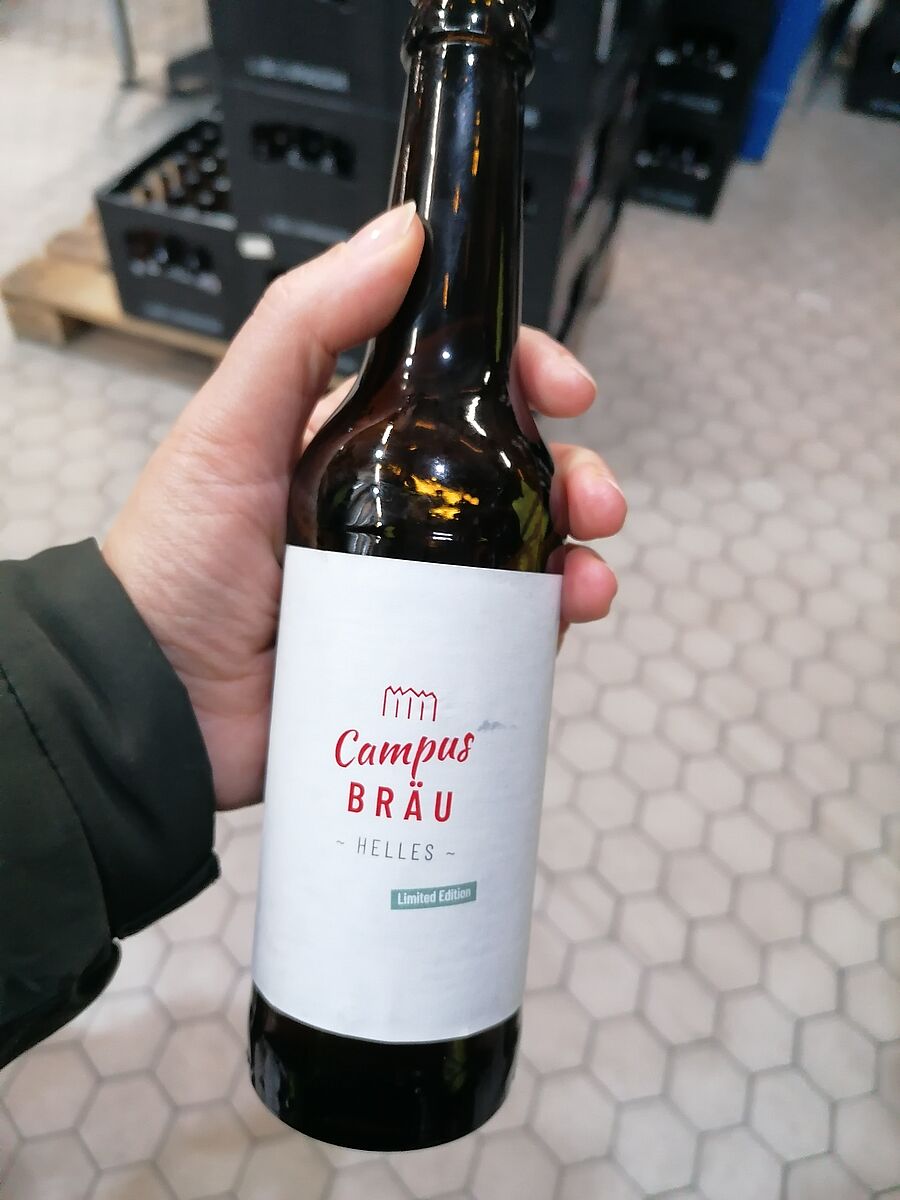 Campus
BRÄU
~ HELLES ~
Limited Edition